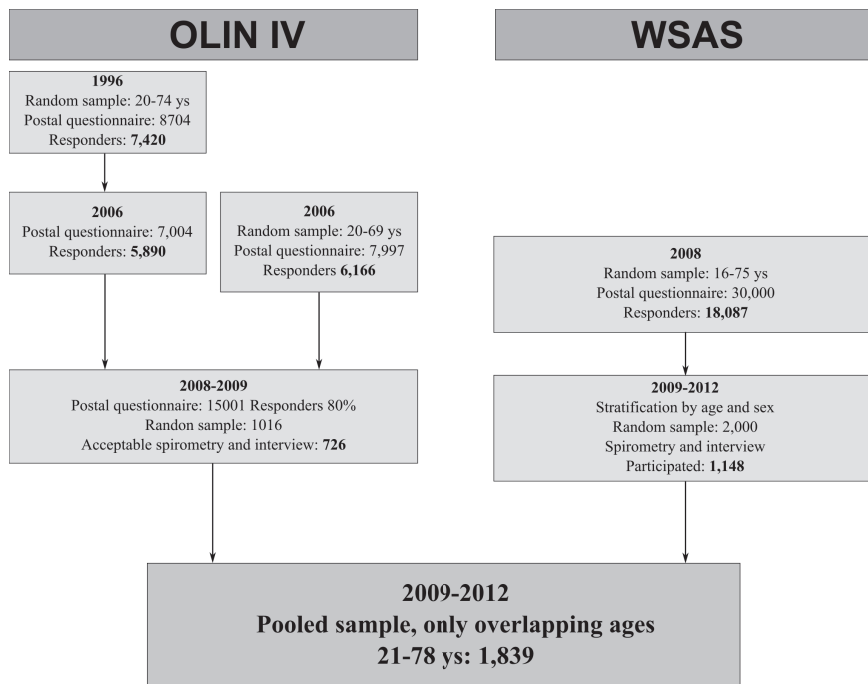 OLIN IV
1996
Random sample: 20-74 ys
Postal questionnaire: 8704
Responders: 7,420
2006
Postal questionnaire: 7,004
Responders: 5,890
2006
Random sample: 20-69 ys
Postal questionnaire: 7,997
Responders 6,166
2008-2009
Postal questionnaire: 15001 Responders 80%
Randon sample: 1016
Acceptable spirometry and interview: 726
WSAS
2008
Random sample: 16-75 ys
Postal questionnaire: 30,000
Responders: 18,087
2009-2012
Stratification by age and sex
Random sample: 2,000
Spirometry and interview
Participated: 1,148
2009-2012
Pooled sample, only overlapping ages
21-78 ys: 1,839